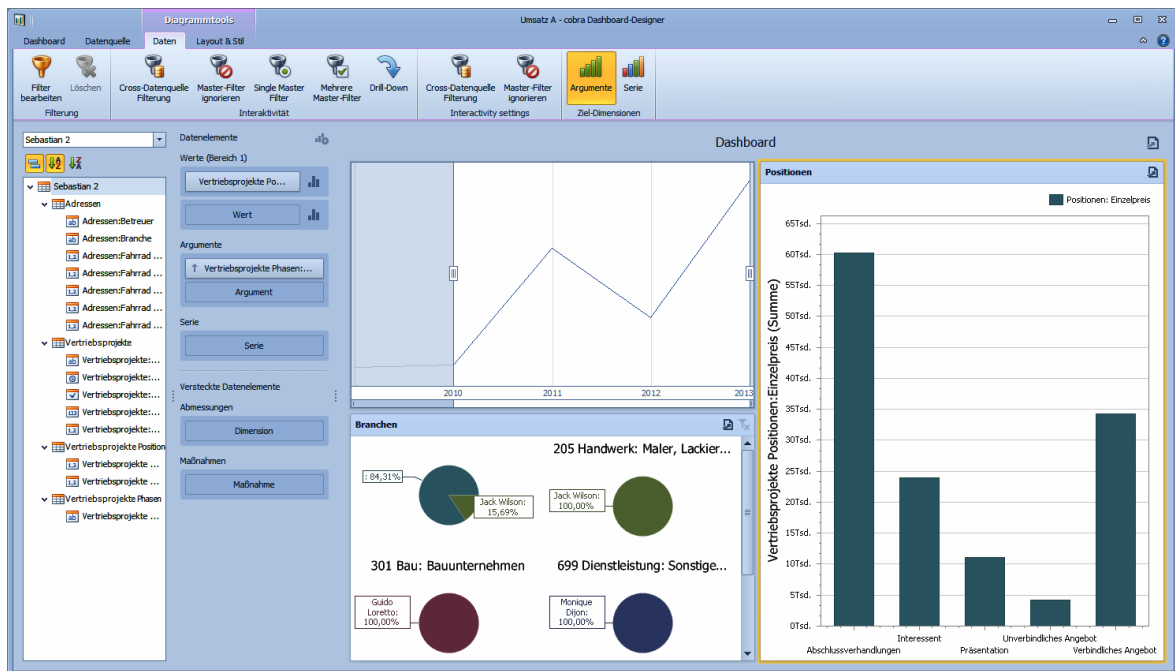 Diagrammtools
Umsatz A - cobra Dashboard-Designer
Dashboard
Datenquelle
Daten
Layout & Stil
Filter bearbeiten
Löschen
Cross-Datenquelle Filterung
Master-Filter ignorieren
Single Master Filter
Mehrere Master-Filter
Drill-Down
Cross-Datenquelle Filterung
Master-Filter ignorieren
Argumente
Serie
Filterung
Interaktivität
Interactivity settings
Ziel-Dimensionen
Sebastian 2
Sebastian 2
Adressen
Adressen:Betreuer
Adressen:Branche
Adressen:Fahrrad ...
Adressen:Fahrrad ...
Adressen:Fahrrad ...
Adressen:Fahrrad ...
Adressen:Fahrrad ...
Vertriebsprojekte
Vertriebsprojekte:...
Vertriebsprojekte:...
Vertriebsprojekte:...
Vertriebsprojekte:...
Vertriebsprojekte:...
Vertriebsprojekte Position
Vertriebsprojekte ...
Vertriebsprojekte ...
Vertriebsprojekte Phasen
Vertriebsprojekte ...
Datenelemente
Werte (Bereich 1)
Vertriebsprojekte Po...
Wert
Argumente
Vertriebsprojekte Phasen:...
Argument
Serie
Serie
Versteckte Datenelemente
Abmessungen
Dimension
Maßnahmen
Maßnahme
Dashboard
2010
2011
2012
2013
Branchen
205 Handwerk: Maler, Lackier...
: 84,31%
Jack Wilson:
15,69%
Jack Wilson:
100,00%
301 Bau: Bauunternehmen
699 Dienstleistung: Sonstige...
Guido
Loretto:
100,00%
Monique
Dijon:
100,00%
Positionen
Positionen: Einzelpreis
Vertriebsprojekte Positionen:Einzelpreis (Summe)
65Tsd.
60Tsd.
55Tsd.
50Tsd.
45Tsd.
40Tsd.
35Tsd.
30Tsd.
25Tsd.
20Tsd.
15Tsd.
10Tsd.
5Tsd.
0Tsd.
Abschlussverhandlungen
Interessent
Präsentation
Unverbindliches Angebot
Verbindliches Angebot